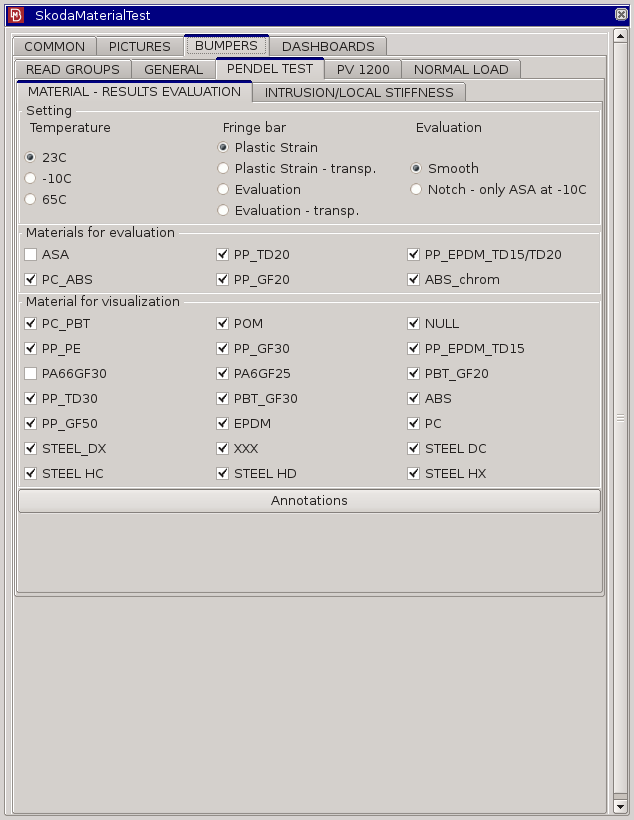 SkodaMaterialTest
COMMON PICTURES BUMPERS DASHBOARDS
READ GROUPS GENERAL PENDEL TEST PV 1200 NORMAL LOAD
MATERIAL - RESULTS EVALUATION INTRUSION/LOCAL STIFFNESS
Setting
Temperature
23C
-10C
65C
Fringe bar
Plastic Strain
Plastic Strain - transp.
Evaluation
Evaluation - transp.
Evaluation
Smooth
Notch - only ASA at -10C
Materials for evaluation
ASA PP_TD20 PP_EPDM_TD15/TD20
PC_ABS PP_GF20 ABS_chrom
Material for visualization
PC_PBT POM NULL
PP_PE PP_GF30 PP_EPDM_TD15
PA66GF30 PA6GF25 PBT_GF20
PP_TD30 PBT_GF30 ABS
PP_GF50 EPDM PC
STEEL_DX XXX STEEL DC
STEEL HC STEEL HD STEEL HX
Annotations